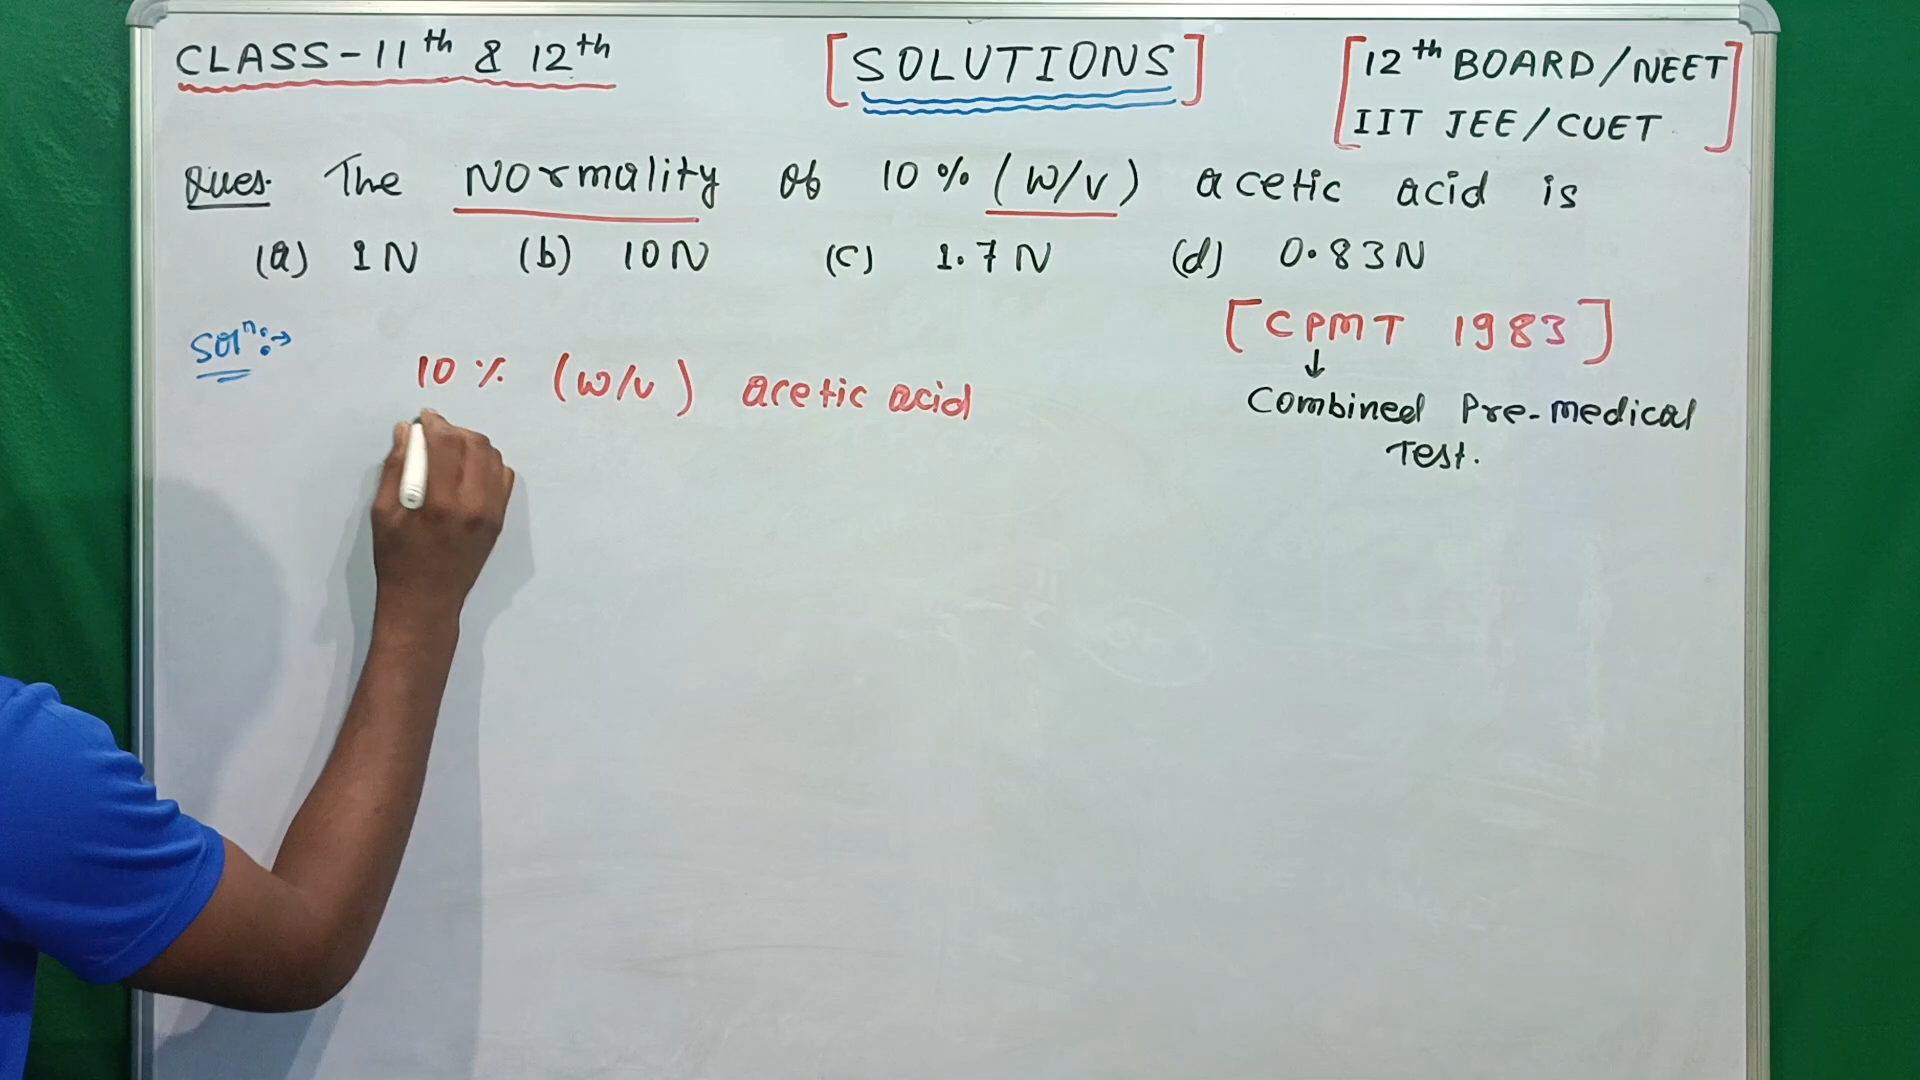 CLASS-11th & 12th [SOLUTIONS] [12th BOARD/NEET
IIT JEE/CUET]
Ques. The Normality of 10% (W/V) acetic acid is
(a) 1N (b) 10N (c) 1.7N (d) 0.83N
[CPMT 1983]
Soln:→
10% (w/v) acetic acid
↓
Combined Pre-medical
Test.